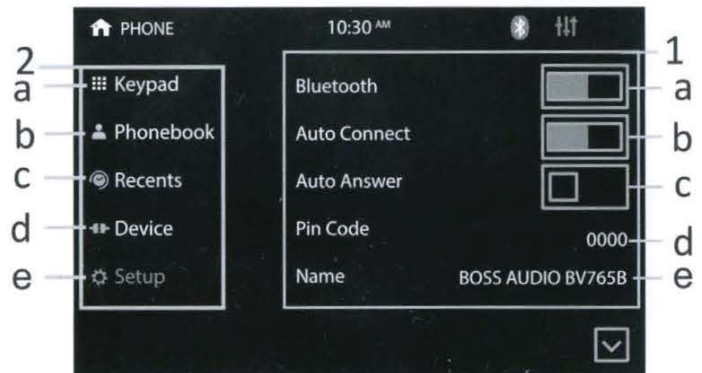 PHONE 10:30 AM
2 1
a Keypad Bluetooth a
b Phonebook Auto Connect b
c Recents Auto Answer c
d Device Pin Code 0000 d
e Setup Name BOSS AUDIO BV765B e